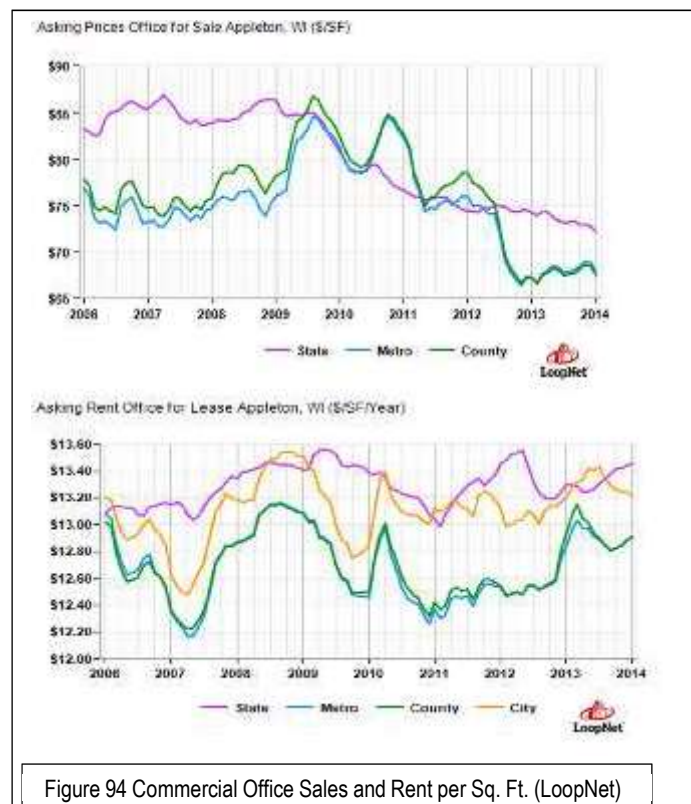 Asking Prices Office for Sale Appleton, WI ($/SF)
$90
$85
$80
$75
$70
$65
2006 2007 2008 2009 2010 2011 2012 2013 2014
State Metro County
LoopNet
Asking Rent Office for Lease Appleton, WI ($/SF/Year)
$13.60
$13.40
$13.20
$13.00
$12.80
$12.60
$12.40
$12.20
$12.00
2006 2007 2008 2009 2010 2011 2012 2013 2014
State Metro County City
LoopNet
Figure 94 Commercial Office Sales and Rent per Sq. Ft. (LoopNet)